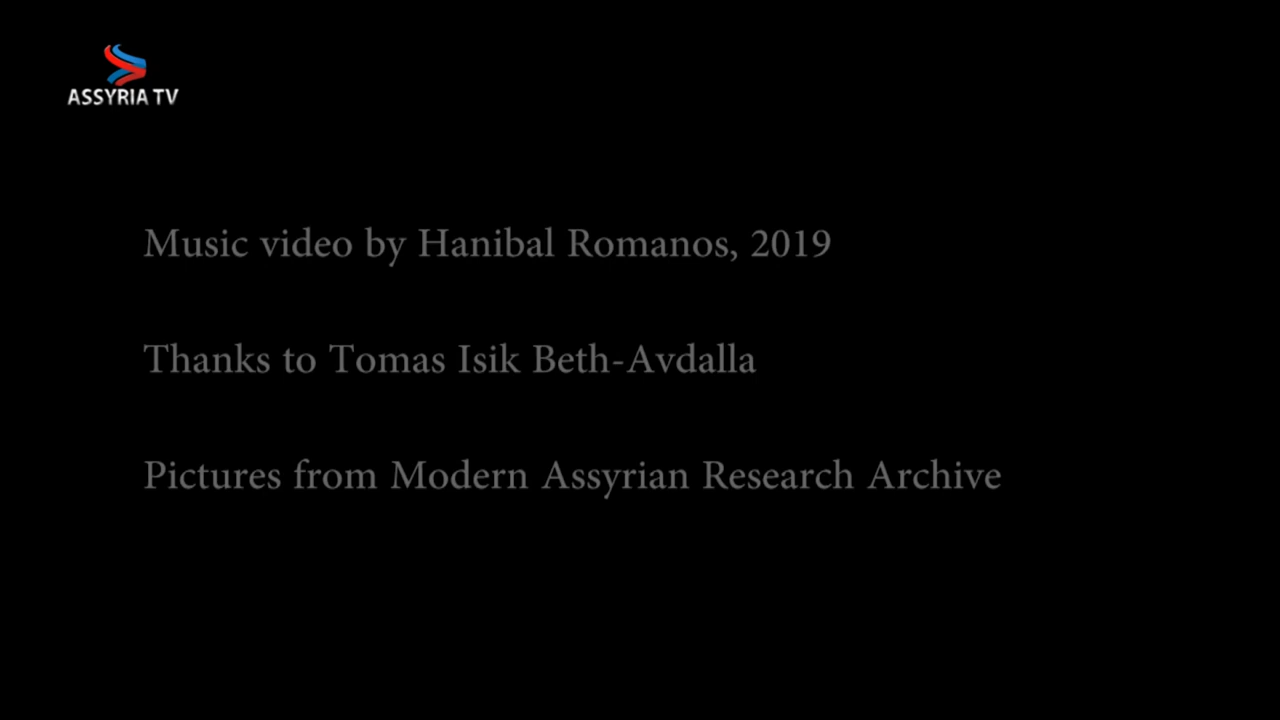 ASSYRIA TV
Music video by Hanibal Romanos, 2019
Thanks to Tomas Isik Beth-Avdalla
Pictures from Modern Assyrian Research Archive